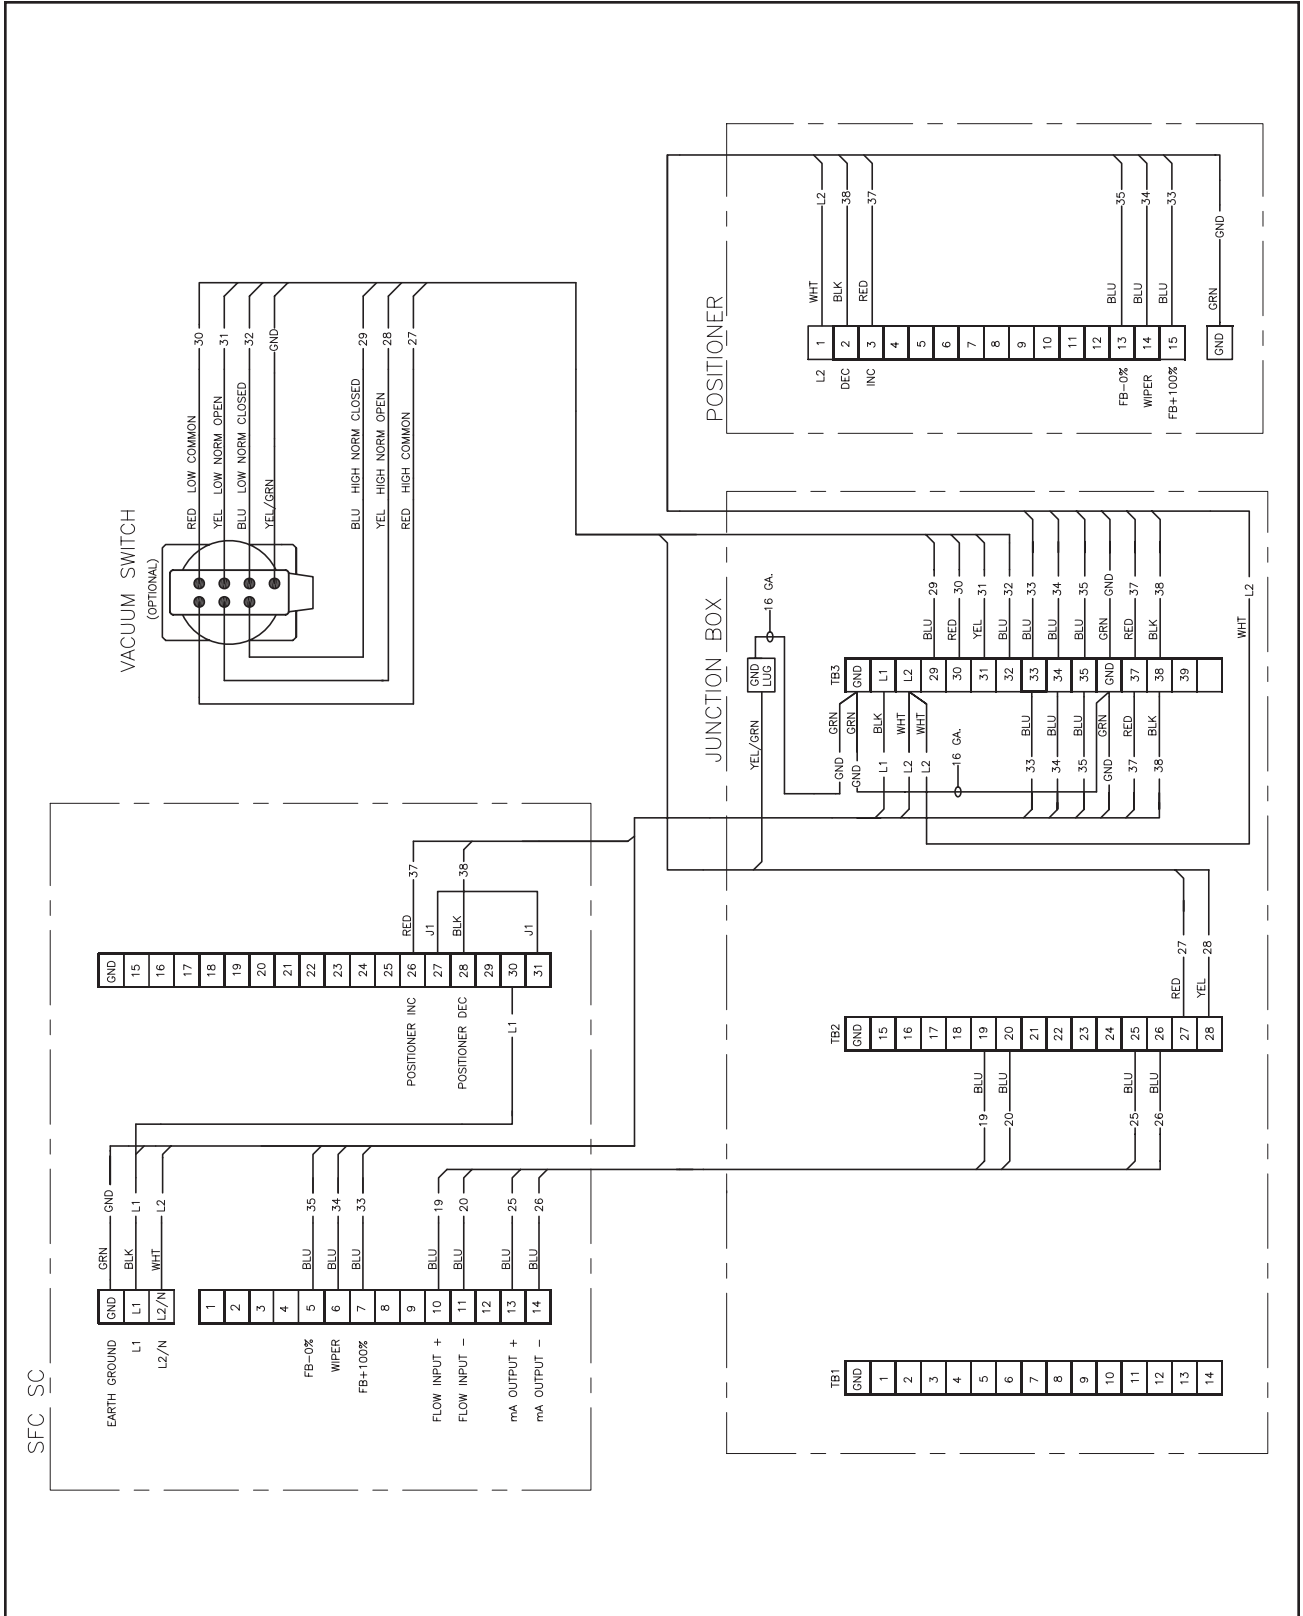 VACUUM SWITCH
(OPTIONAL)
RED LOW COMMON
30
YEL LOW NORM OPEN
31
BLU LOW NORM CLOSED
32
YEL/GRN
GND
BLU HIGH NORM CLOSED
29
YEL HIGH NORM OPEN
28
RED HIGH COMMON
27
POSITIONER
L2
1
WHT
L2
DEC
2
BLK
38
INC
3
RED
37
4
5
6
7
8
9
10
11
12
FB-0%
13
BLU
35
WIPER
14
BLU
34
FB+100%
15
BLU
33
GND
GRN
GND
SFC SC
EARTH GROUND
GND
GRN
GND
L1
L1
BLK
L1
L2/N
L2/N
WHT
L2
1
2
3
4
FB-0%
5
BLU
35
WIPER
6
BLU
34
FB+100%
7
BLU
33
8
9
FLOW INPUT +
10
BLU
19
FLOW INPUT -
11
BLU
20
12
mA OUTPUT +
13
BLU
25
mA OUTPUT -
14
BLU
26
GND
15
16
17
18
19
20
21
22
23
24
25
POSITIONER INC
26
RED
37
27
J1
POSITIONER DEC
28
BLK
38
29
L1
30
31
J1
JUNCTION BOX
GND
LUG
YEL/GRN
16 GA.
TB3
GND
L1
L2
29
30
31
32
33
34
35
GND
37
38
39
BLU
29
RED
30
YEL
31
BLU
32
BLU
33
BLU
34
BLU
35
GRN
GND
RED
37
BLK
38
GRN
GND
GRN
GND
BLK
L1
WHT
L2
WHT
L2
16 GA.
BLU
33
BLU
34
BLU
35
GRN
GND
RED
37
BLK
38
WHT
L2
TB2
GND
15
16
17
18
19
20
21
22
23
24
25
26
27
28
RED
27
YEL
28
BLU
19
BLU
20
BLU
25
BLU
26
TB1
GND
1
2
3
4
5
6
7
8
9
10
11
12
13
14